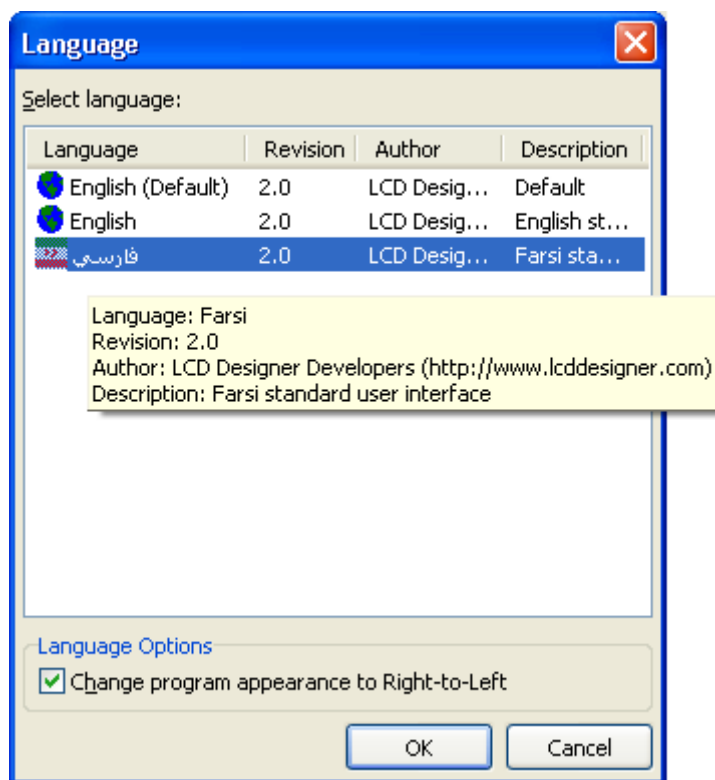 Language
Select language:
Language Revision Author Description
English (Default) 2.0 LCD Desig... Default
English 2.0 LCD Desig... English st...
فارسي 2.0 LCD Desig... Farsi sta...
Language: Farsi
Revision: 2.0
Author: LCD Designer Developers (http://www.lcddesigner.com)
Description: Farsi standard user interface
Language Options
Change program appearance to Right-to-Left
OK Cancel